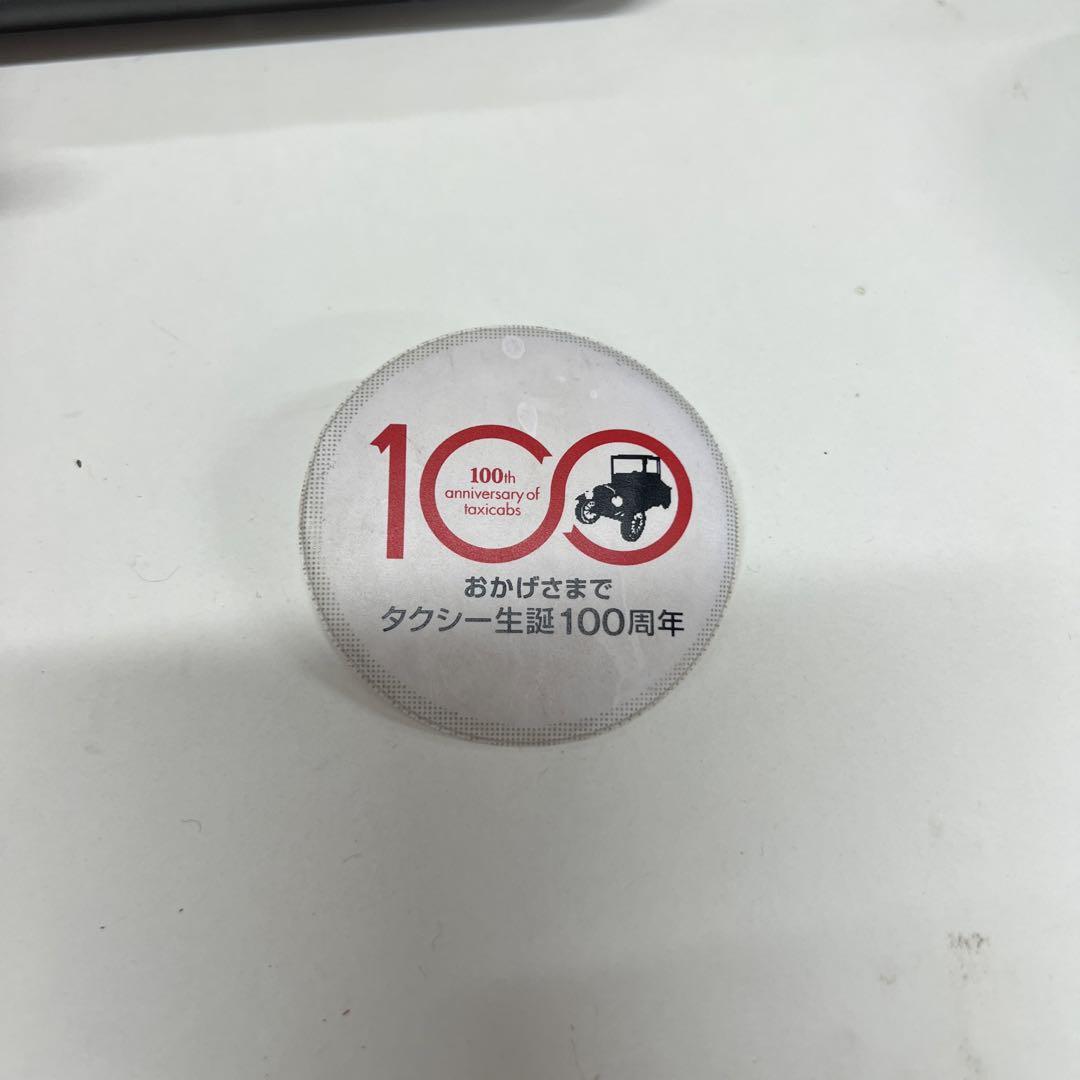 100
100th
anniversary of
taxicabs
おかげさまで
タクシー生誕100周年